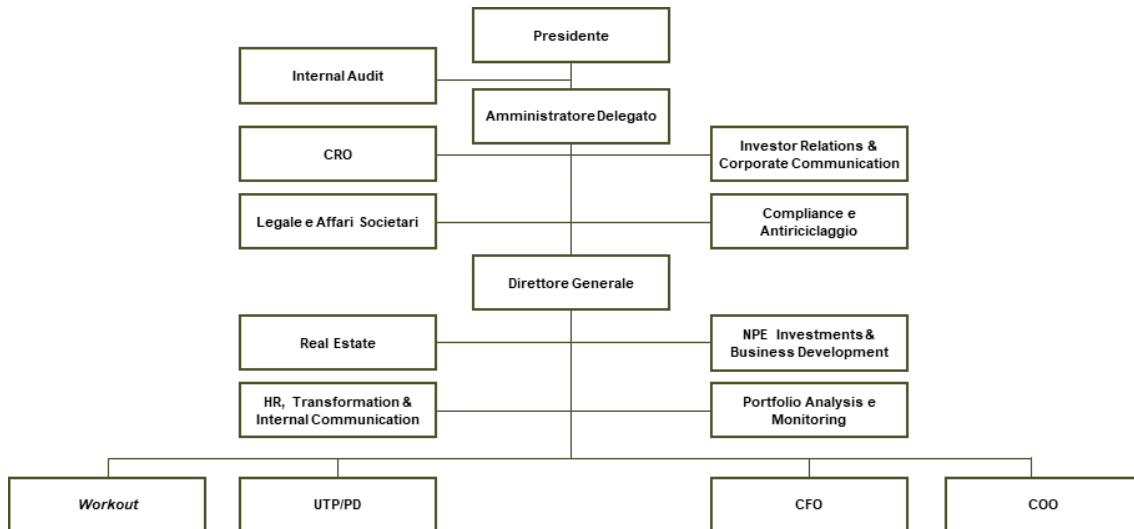 Presidente
Internal Audit
Amministratore Delegato
CRO
Investor Relations &
Corporate Communication
Legale e Affari Societari
Compliance e
Antiriciclaggio
Direttore Generale
Real Estate
NPE Investments &
Business Development
HR, Transformation &
Internal Communication
Portfolio Analysis e
Monitoring
Workout
UTP/PD
CFO
COO